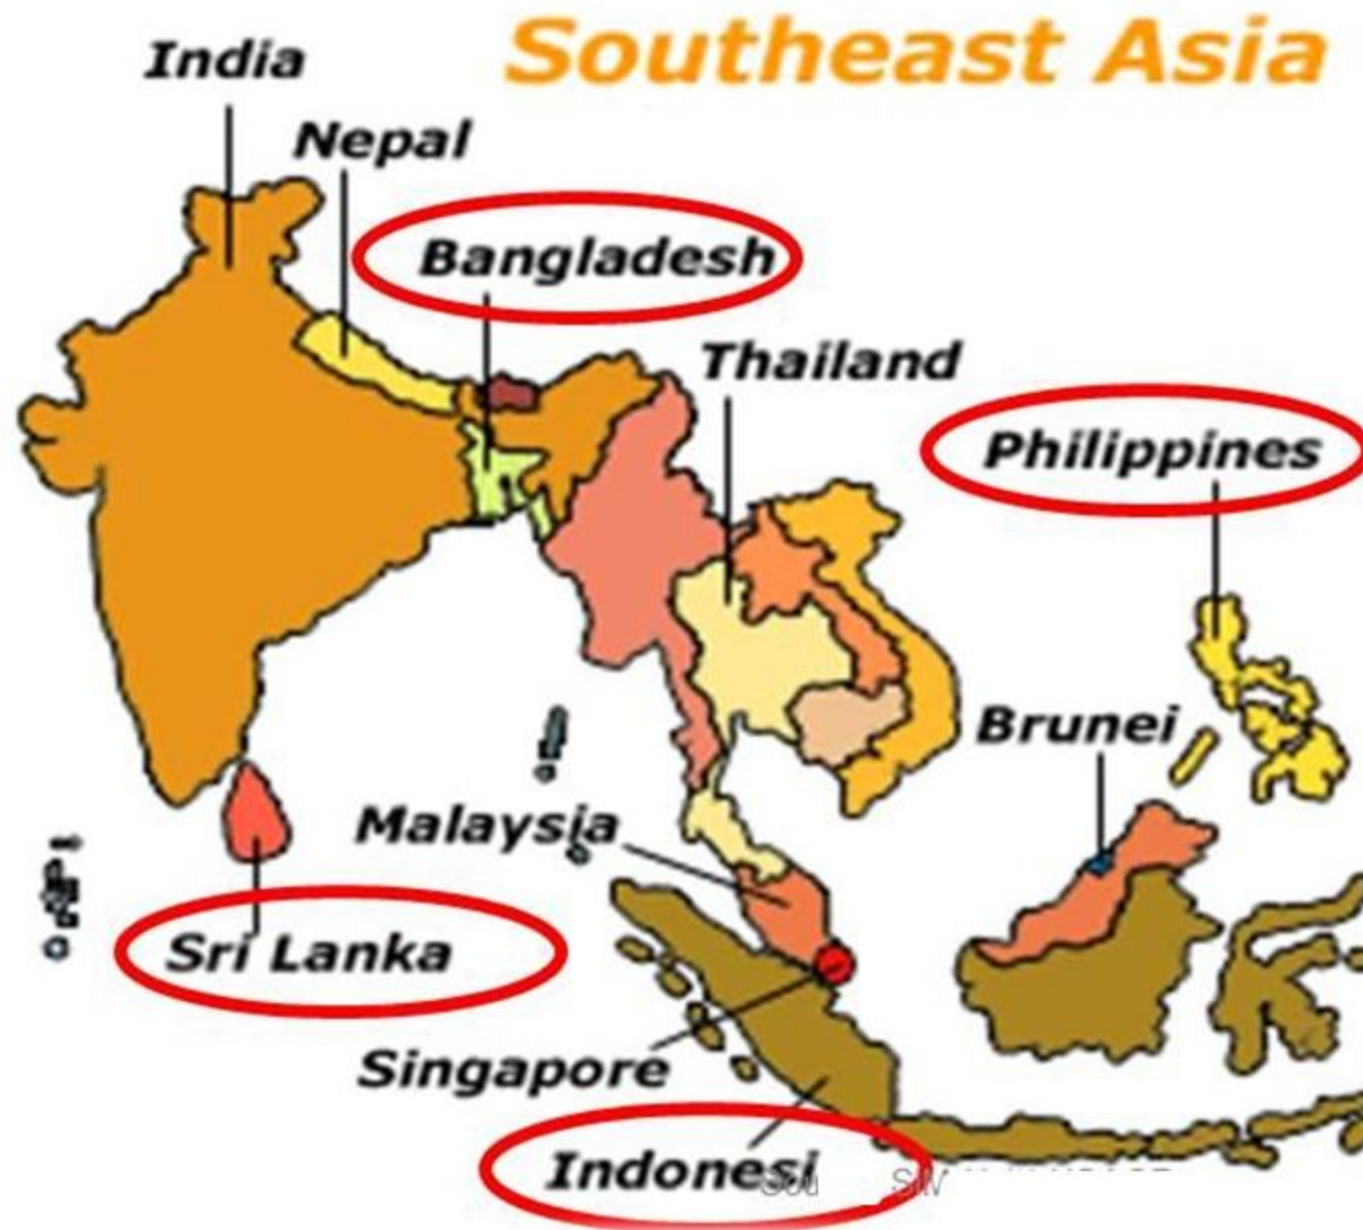 Southeast Asia
India
Nepal
Bangladesh
Thailand
Philippines
Brunei
Malaysia
Sri Lanka
Singapore
Indonesi